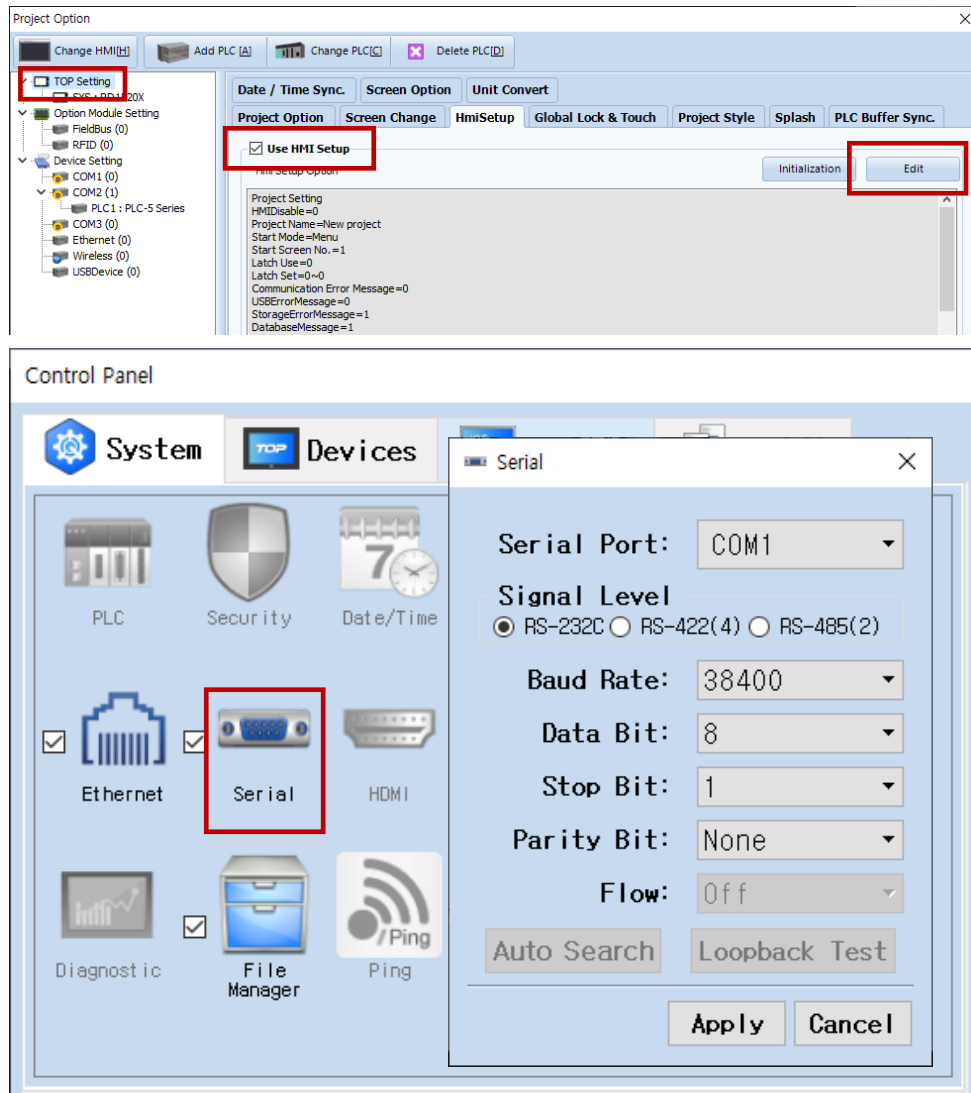 Project Option
Change HMI[H] Add PLC [A] Change PLC[C] Delete PLC[D]
TOP Setting
Option Module Setting
FieldBus (0)
RFID (0)
Device Setting
COM1 (0)
COM2 (1)
PLC1 : PLC-5 Series
COM3 (0)
Ethernet (0)
Wireless (0)
USBDevice (0)
Date / Time Sync. Screen Option Unit Convert
Project Option Screen Change HmiSetup Global Lock & Touch Project Style Splash PLC Buffer Sync.
Use HMI Setup
Hmi Setup Option
Initialization Edit
Project Setting
HMIDisable=0
Project Name=New project
Start Mode=Menu
Start Screen No.=1
Latch Use=0
Latch Set=0~0
Communication Error Message=0
USBErrorMessage=0
StorageErrorMessage=1
DatabaseMessage=1
Control Panel
System
TOP Devices
PLC Security 7 Date/Time
Ethernet Serial HDMI
Diagnostic File Manager /Ping Ping
Serial
Serial Port: COM1
Signal Level
RS-232C RS-422(4) RS-485(2)
Baud Rate: 38400
Data Bit: 8
Stop Bit: 1
Parity Bit: None
Flow: Off
Auto Search Loopback Test
Apply Cancel